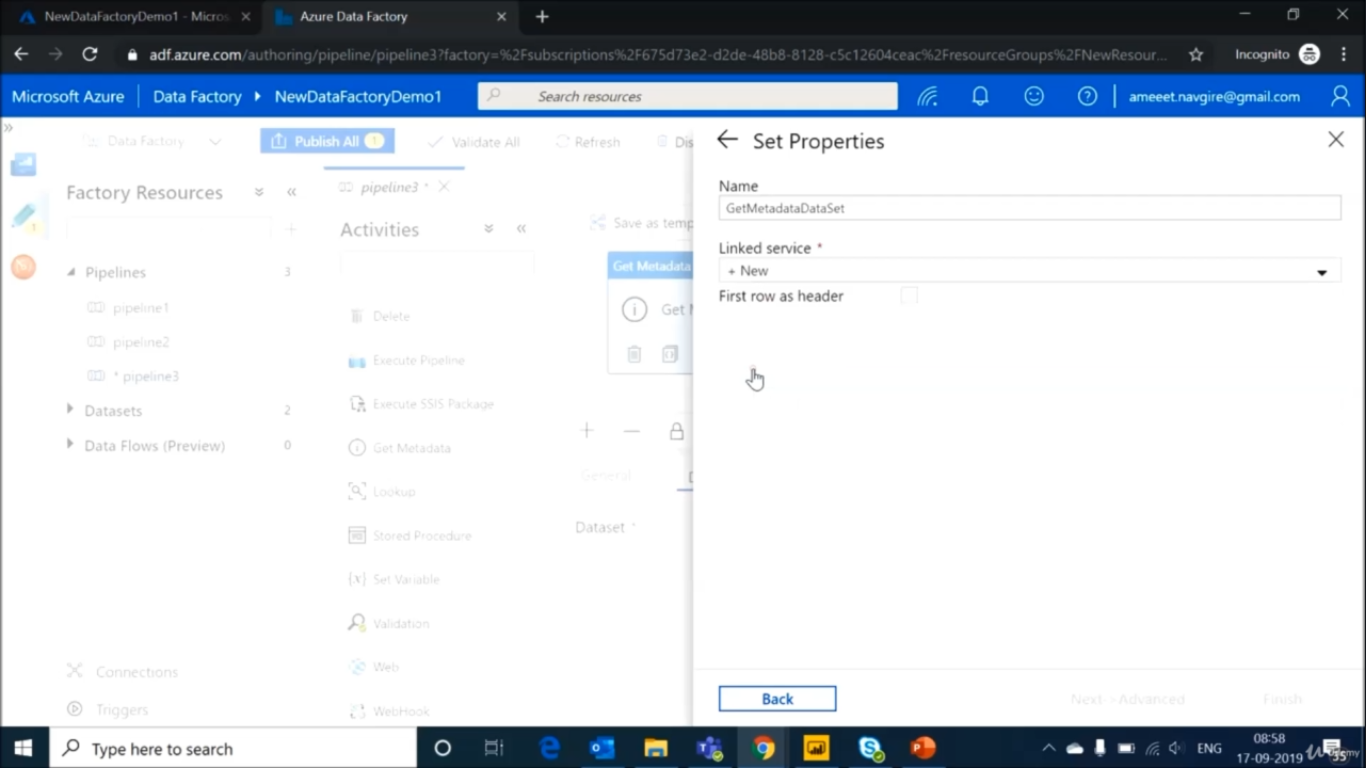 NewDataFactoryDemo1 - Micros
Azure Data Factory
adf.azure.com/authoring/pipeline/pipeline3?factory=%2Fsubscriptions%2F675d73e2-d2de-48b8-8128-c5c12604ceac%2FresourceGroups%2FNewResour...
Incognito
Microsoft Azure
Data Factory
NewDataFactoryDemo1
Search resources
ameeet.navgire@gmail.com
Data Factory
Publish All 1
Validate All
Refresh
Dis
Set Properties
Factory Resources
pipeline3 *
Activities
Save as temp
Name
GetMetadataDataSet
Linked service *
+ New
First row as header
Get Metadata
Get M
Pipelines 3
pipeline1
pipeline2
* pipeline3
Datasets 2
Data Flows (Preview) 0
Delete
Execute Pipeline
Execute SSIS Package
Get Metadata
Lookup
Stored Procedure
Set Variable
Validation
Web
WebHook
General
Dataset *
Connections
Triggers
Back
Next->Advanced
Finish
Type here to search
ENG
08:58
17-09-2019